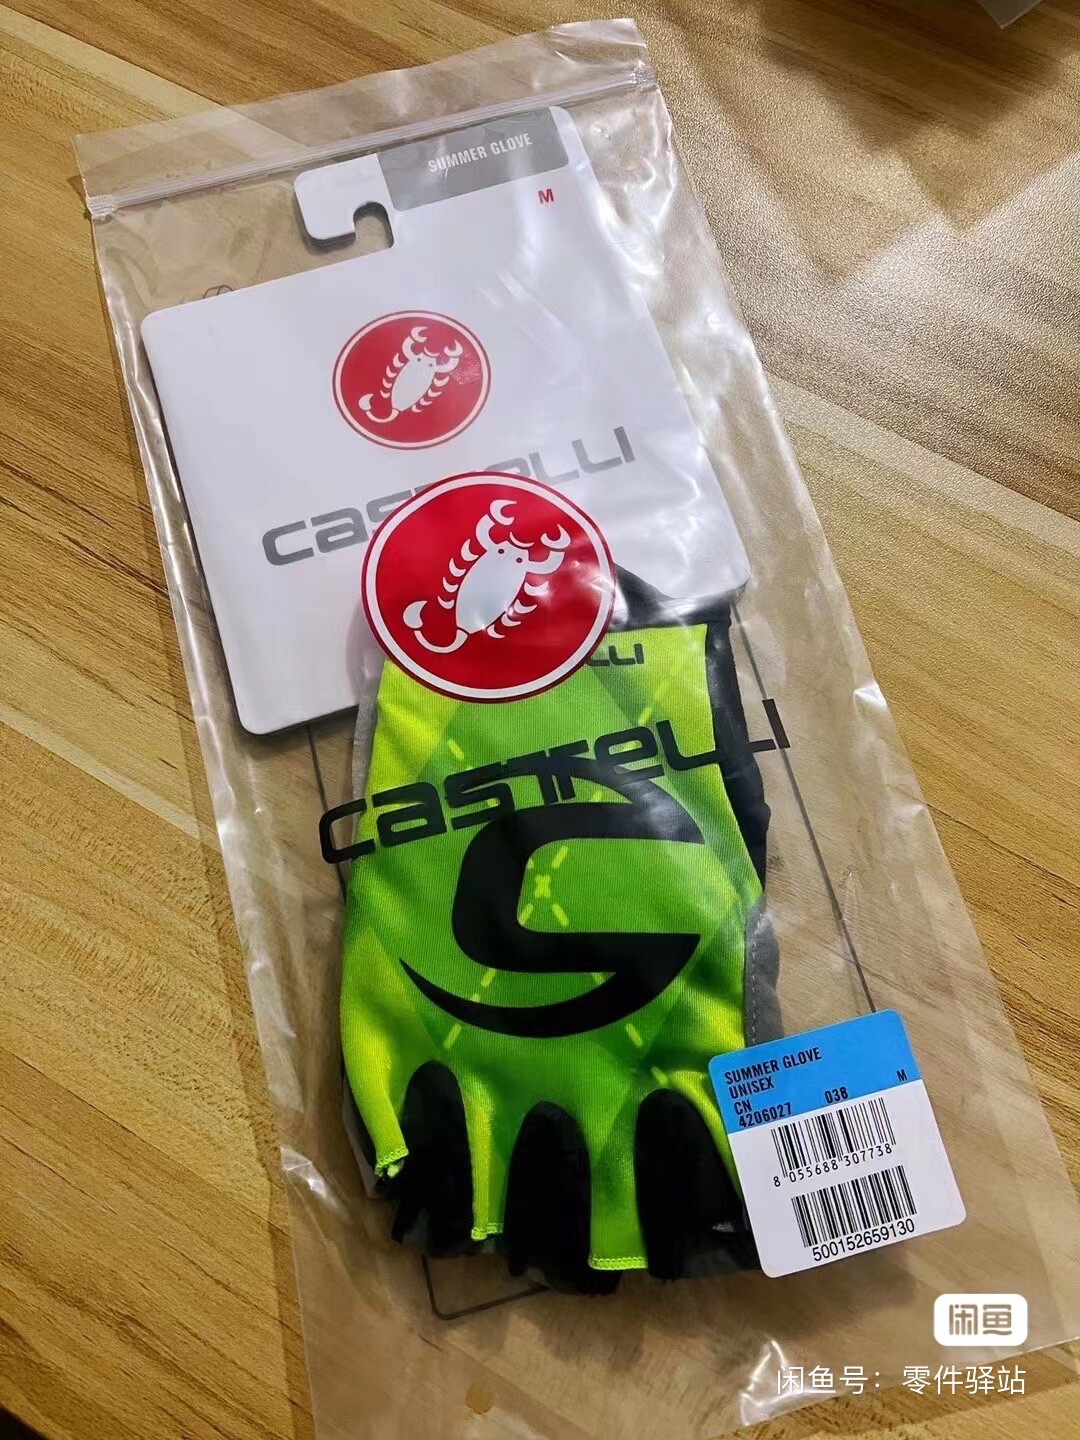 SUMMER GLOVE
M
CASTELLI
LLI
CASTELLI
SUMMER GLOVE
UNISEX
CN
4206027 038 M
8 055688 307738
500152659130
闲鱼
闲鱼号：零件驿站